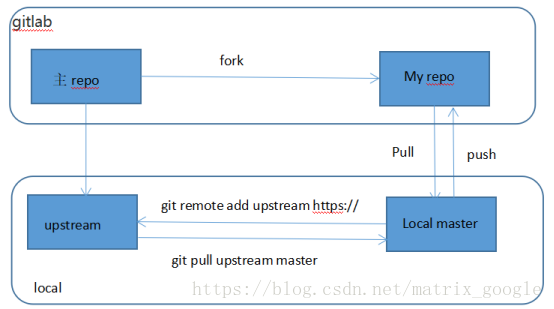 gitlab
fork
主 repo
My repo
Pull
push
git remote add upstream https://
upstream
Local master
git pull upstream master
local
https://blog.csdn.net/matrix_google